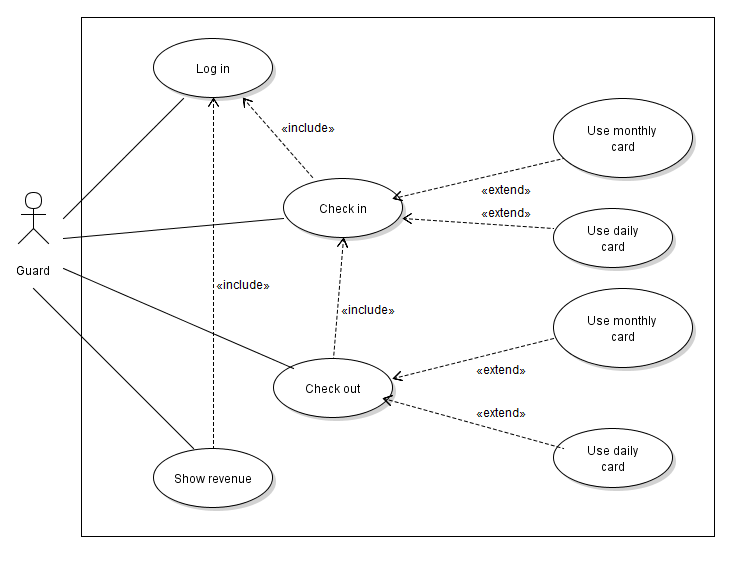 Log in
«include»
Use monthly
card
«extend»
Check in
«extend»
Use daily
card
Guard
«include»
«include»
Use monthly
card
«extend»
Check out
«extend»
Use daily
card
Show revenue